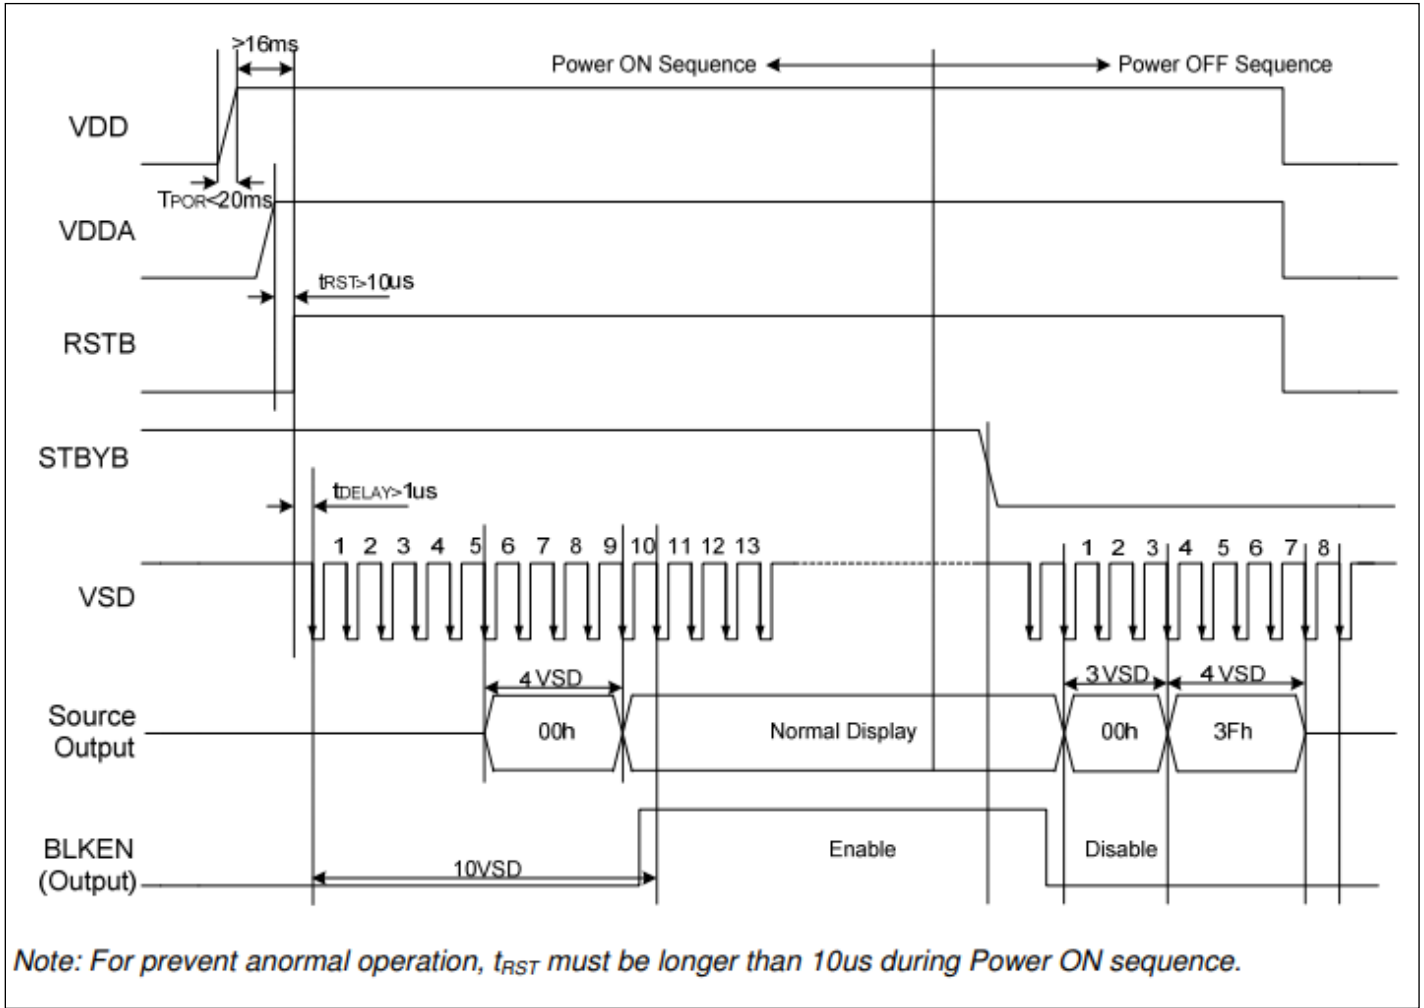 >16ms
Power ON Sequence
Power OFF Sequence
VDD
TPOR<20ms
VDDA
tRST>10us
RSTB
STBYB
tDELAY>1us
1 2 3 4 5 6 7 8 9 10 11 12 13
1 2 3 4 5 6 7 8
VSD
4 VSD
3 VSD
4 VSD
Source
Output
00h
Normal Display
00h
3Fh
BLKEN
(Output)
Enable
Disable
10VSD
Note: For prevent anormal operation, tRST must be longer than 10us during Power ON sequence.